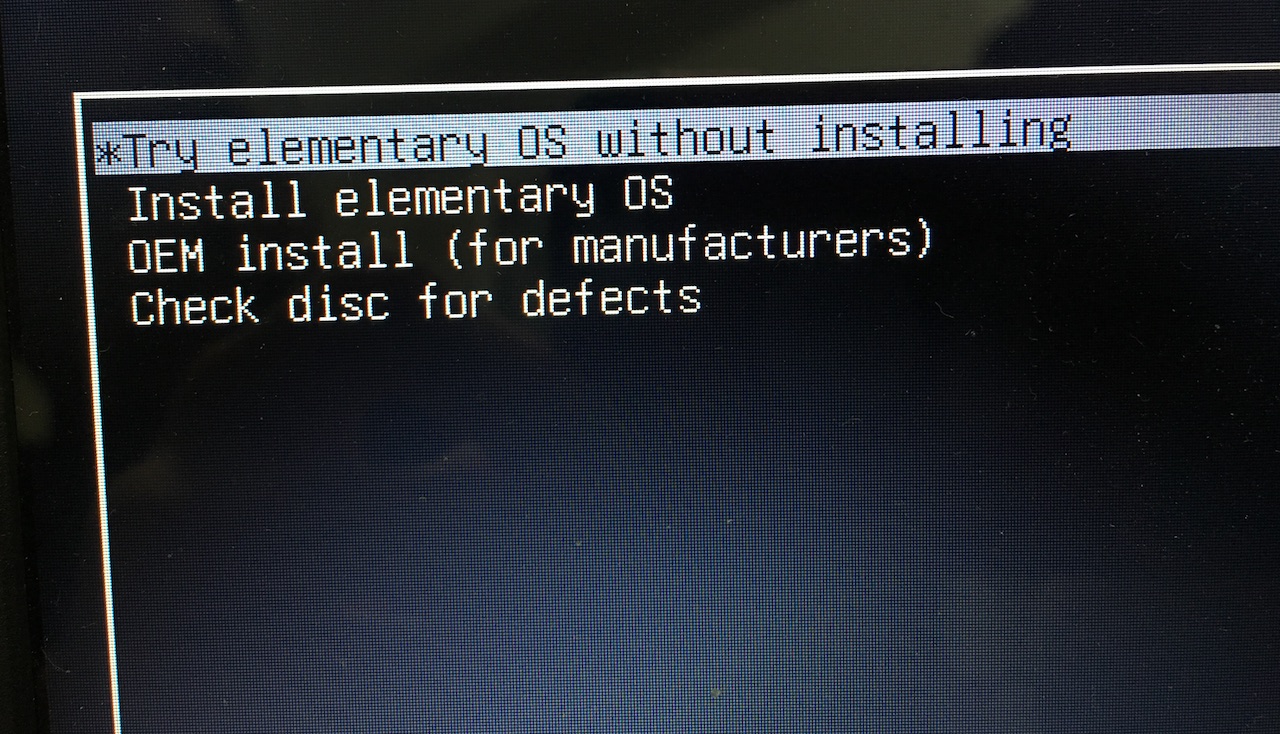 *Try elementary OS without installing
Install elementary OS
OEM install (for manufacturers)
Check disc for defects